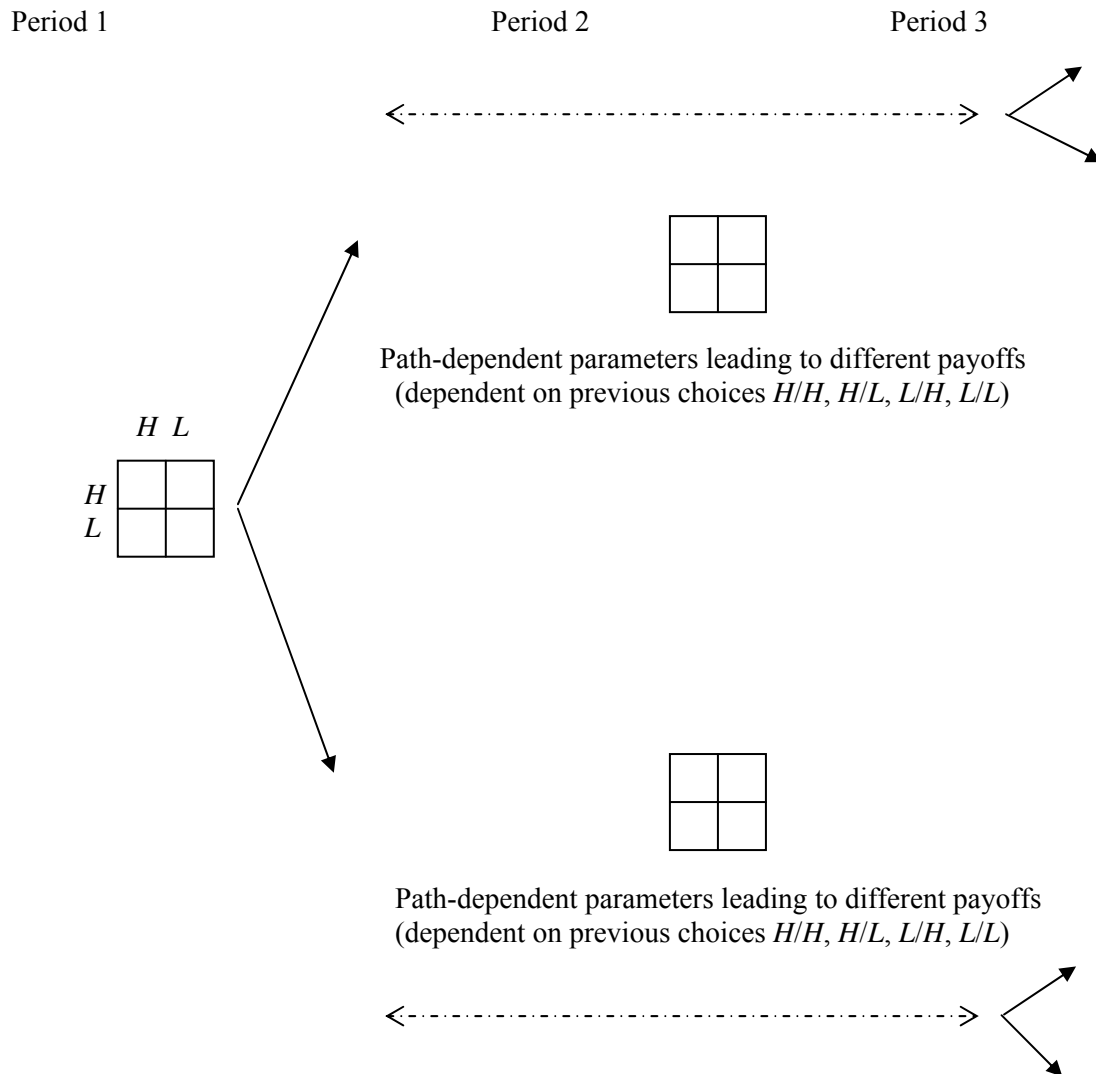 Period 1 Period 2 Period 3
Path-dependent parameters leading to different payoffs
(dependent on previous choices H/H, H/L, L/H, L/L)
H L
H
L
Path-dependent parameters leading to different payoffs
(dependent on previous choices H/H, H/L, L/H, L/L)